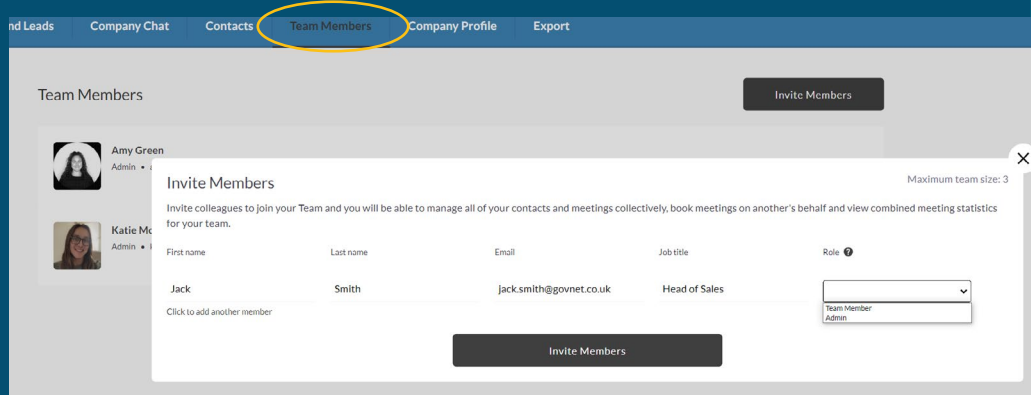 nd Leads Company Chat Contacts Team Members Company Profile Export
Team Members
Invite Members
Amy Green
Admin •
Invite Members
Maximum team size: 3
Invite colleagues to join your Team and you will be able to manage all of your contacts and meetings collectively, book meetings on another's behalf and view combined meeting statistics
for your team.
Katie Mc
Admin •
First name Last name Email Job title Role ?
Jack Smith jack.smith@govnet.co.uk Head of Sales
Team Member
Admin
Click to add another member
Invite Members